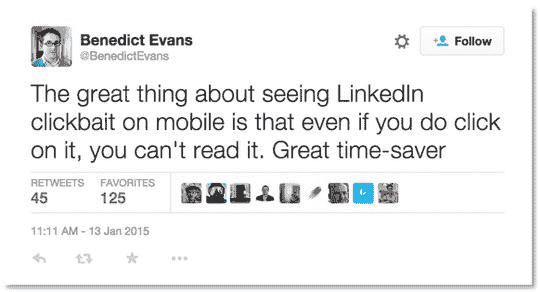 Benedict Evans
@BenedictEvans
Follow
The great thing about seeing LinkedIn
clickbait on mobile is that even if you do click
on it, you can't read it. Great time-saver
RETWEETS FAVORITES
45 125
11:11 AM - 13 Jan 2015